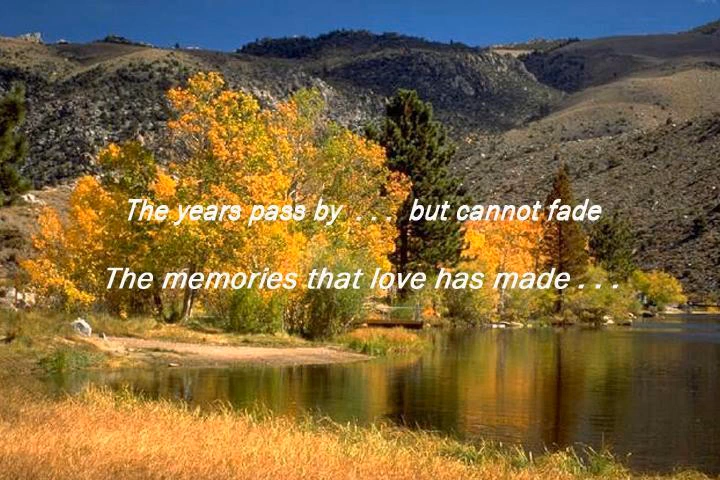 The years pass by . . . but cannot fade
The memories that love has made . . .